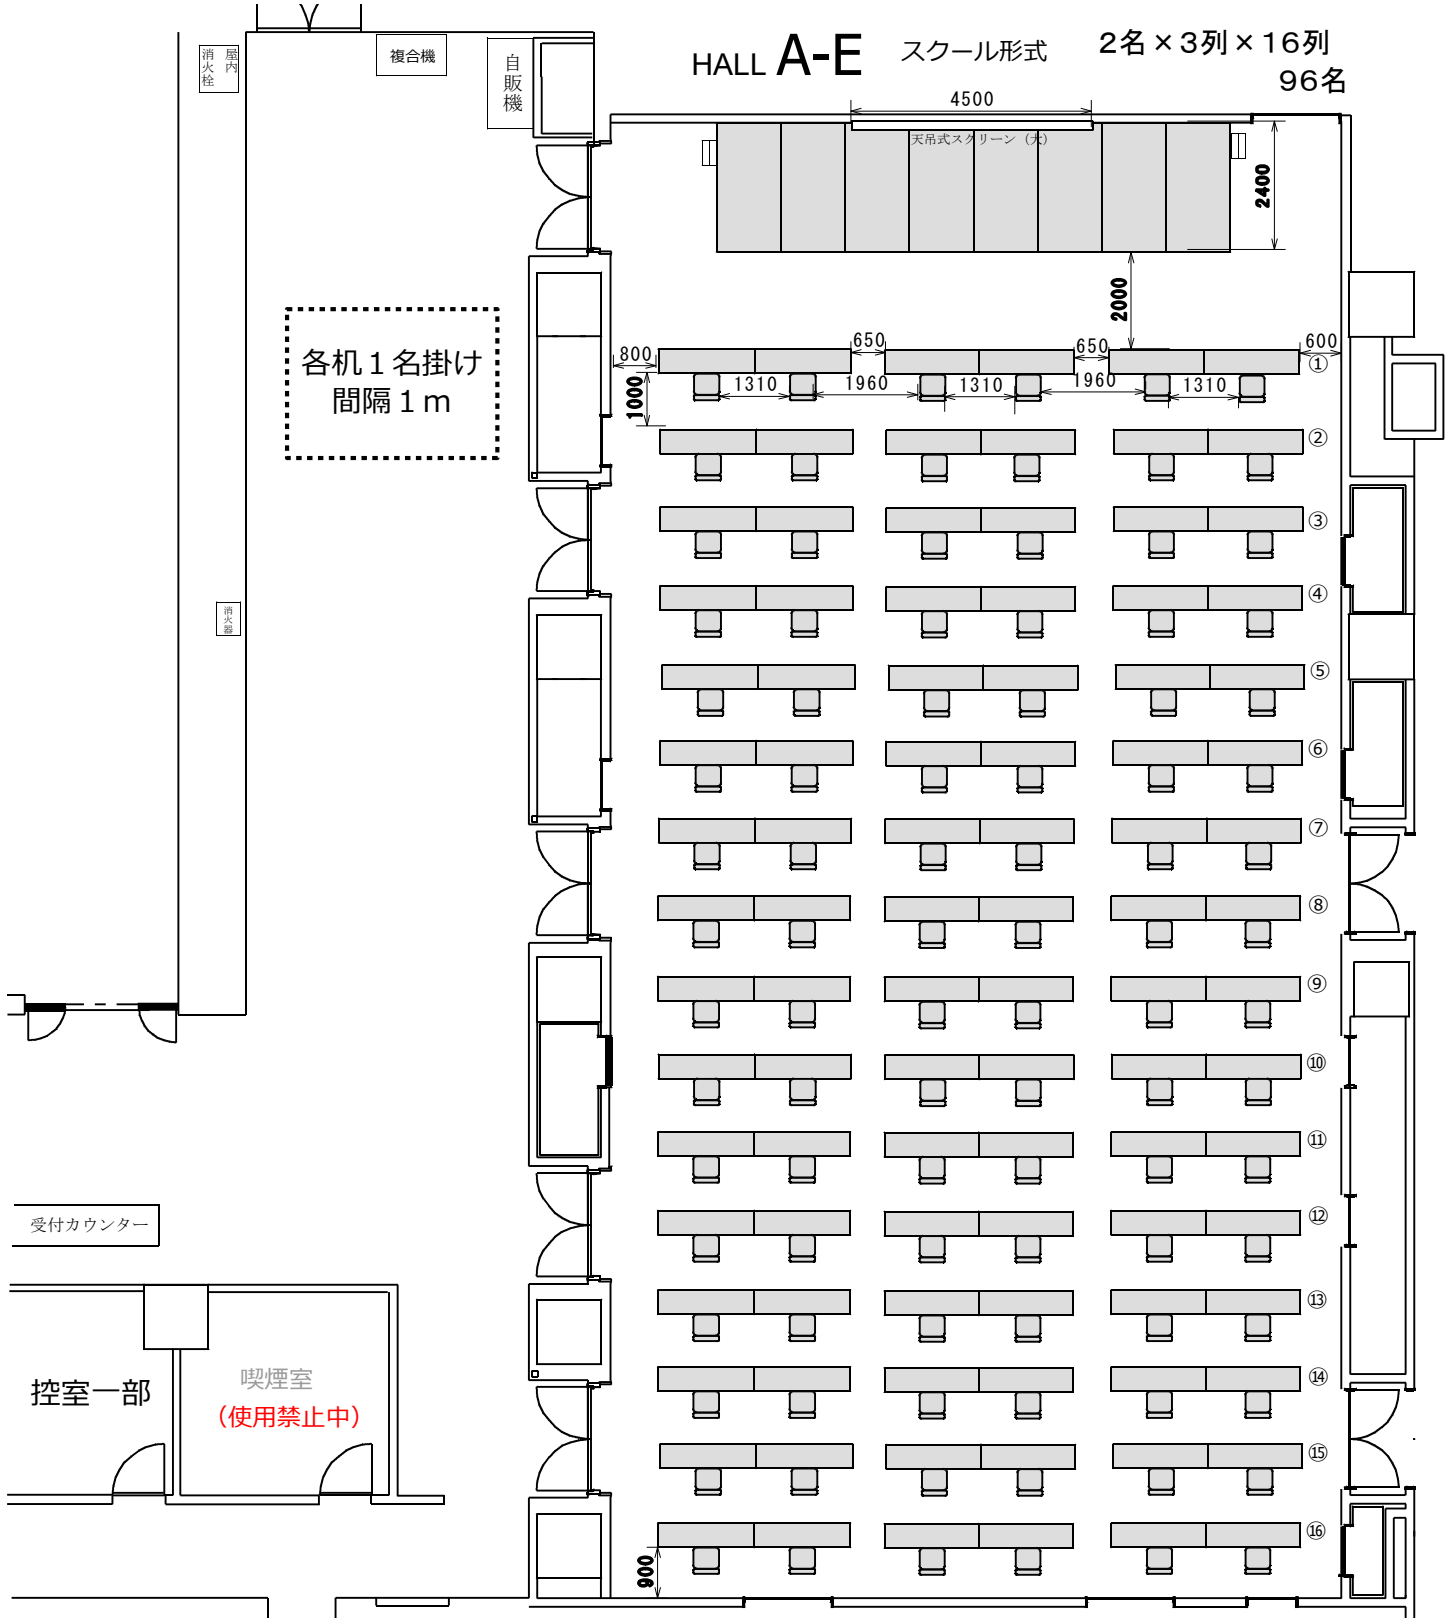 HALL A-E スクール形式 2名×3列×16列
96名
屋内
消火栓
複合機
自販機
4500
天吊式スクリーン（大）
2400
2000
各机１名掛け
間隔１ｍ
800
650
650
600
①
1310
1960
1310
1960
1310
1000
②
③
④
消火器
⑤
⑥
⑦
⑧
⑨
⑩
⑪
受付カウンター
⑫
⑬
控室一部
喫煙室
（使用禁止中）
⑭
⑮
⑯
900